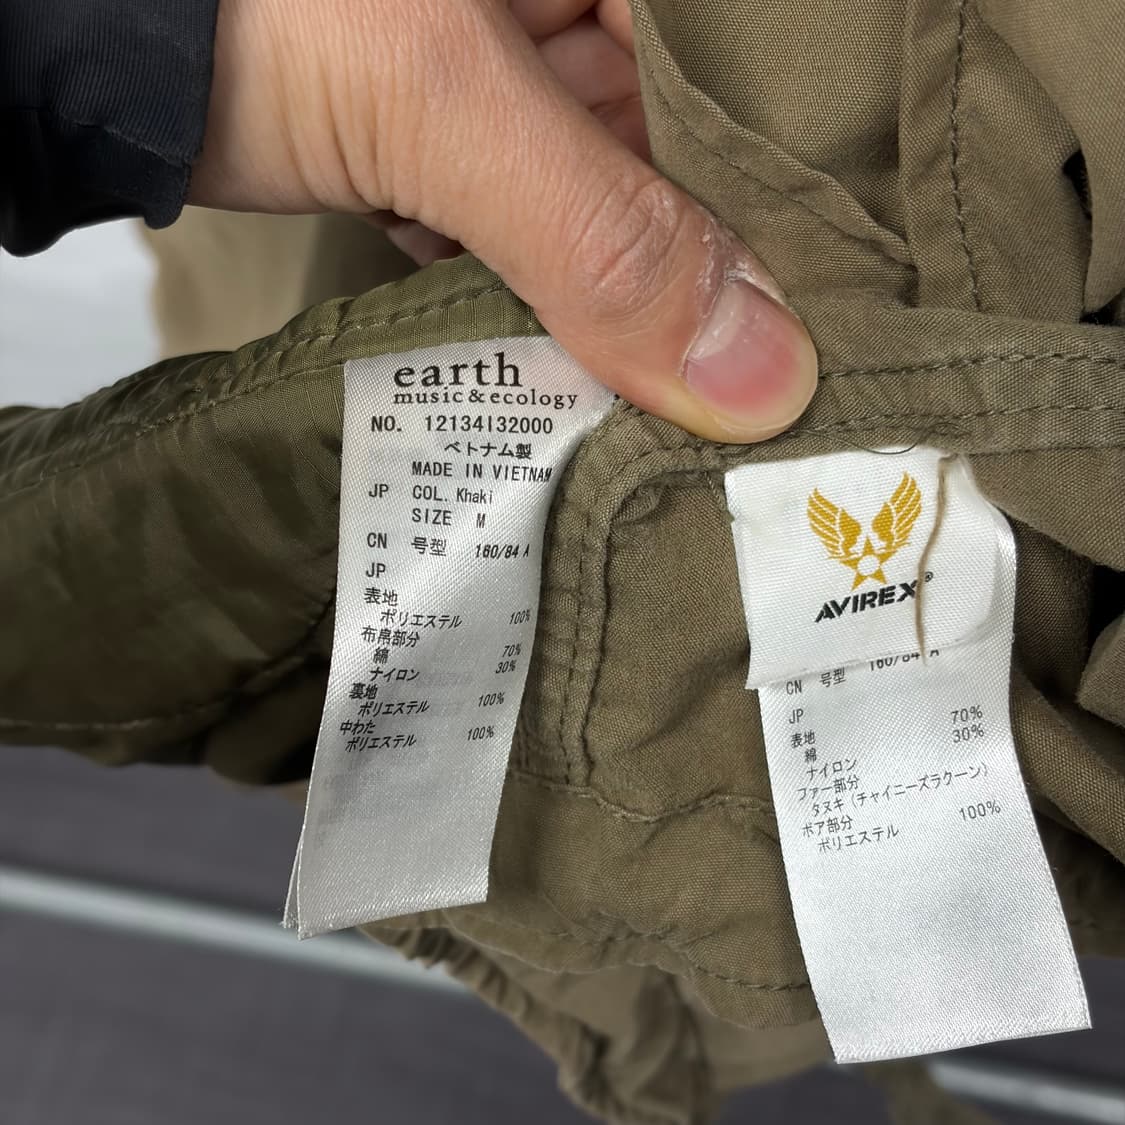 earth
music&ecology
NO. 12134I32000
ベトナム製
MADE IN VIETNAM
JP COL. Khaki
SIZE M
CN 号型 160/84 A
JP
表地
ポリエステル 100%
布帛部分
綿 70%
ナイロン 30%
裏地
ポリエステル 100%
中わた
ポリエステル 100%
AVIREX®
CN 号型 160/84 A
JP
表地 70%
綿 30%
ナイロン
ファー部分
タヌキ (チャイニーズラクーン)
ボア部分
ポリエステル 100%